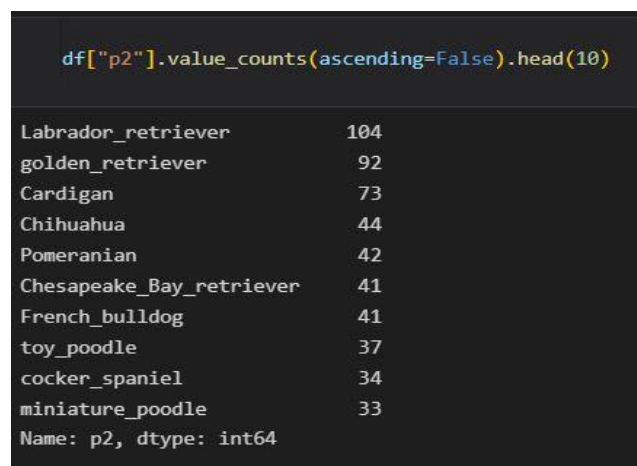 df["p2"].value_counts(ascending=False).head(10)
Labrador_retriever 104
golden_retriever 92
Cardigan 73
Chihuahua 44
Pomeranian 42
Chesapeake_Bay_retriever 41
French_bulldog 41
toy_poodle 37
cocker_spaniel 34
miniature_poodle 33
Name: p2, dtype: int64